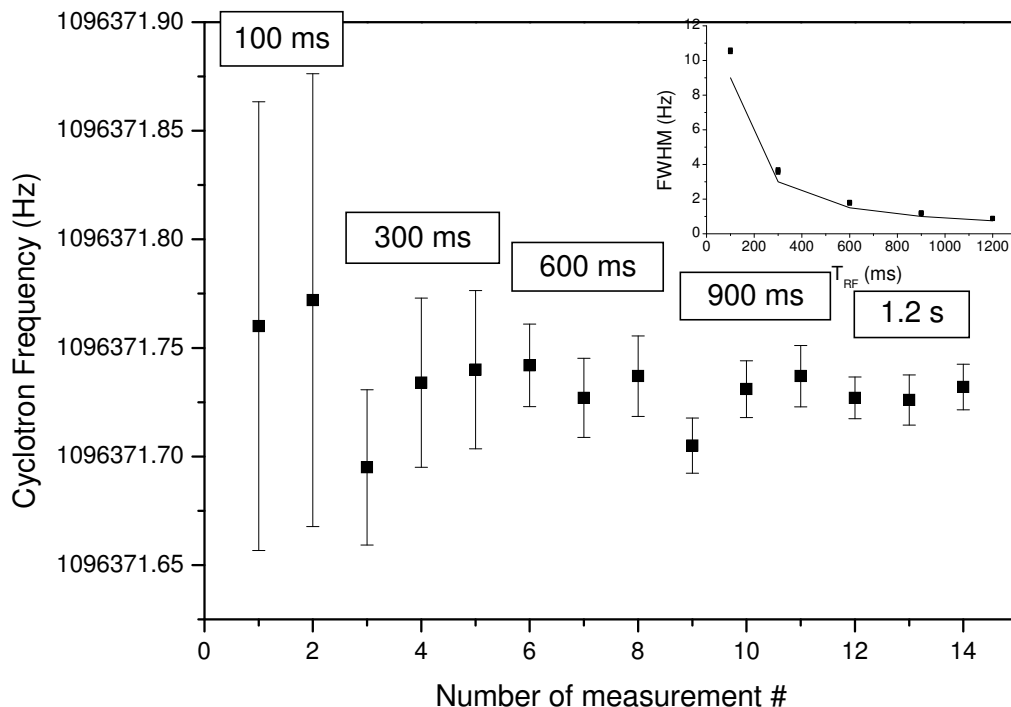 1096371.90
1096371.85
1096371.80
1096371.75
1096371.70
1096371.65
Cyclotron Frequency (Hz)
100 ms
300 ms
600 ms
900 ms
1.2 s
12
10
8
6
4
2
0
FWHM (Hz)
0 200 400 600 800 1000 1200
T_RF (ms)
0 2 4 6 8 10 12 14
Number of measurement #